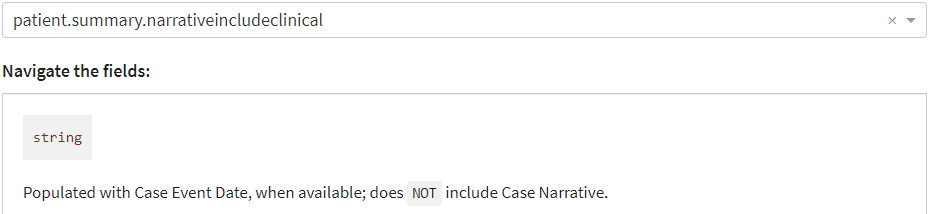 patient.summary.narrativeincludeclinical
Navigate the fields:
string
Populated with Case Event Date, when available; does NOT include Case Narrative.